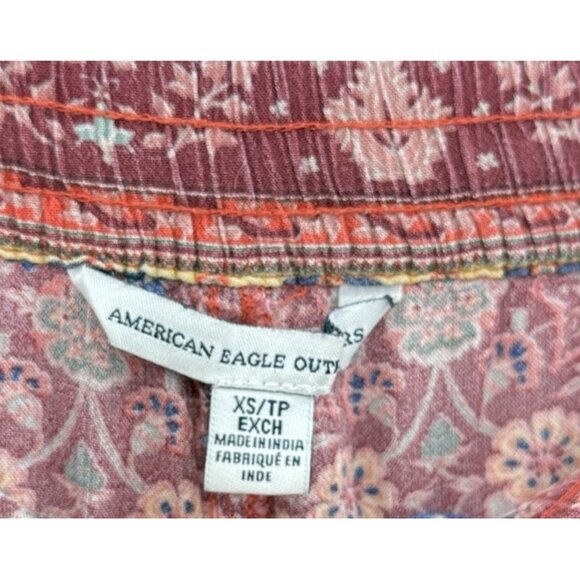 AMERICAN EAGLE OUT
XS/TP
EXCH
MADE IN INDIA
FABRIQUÉ EN
INDE